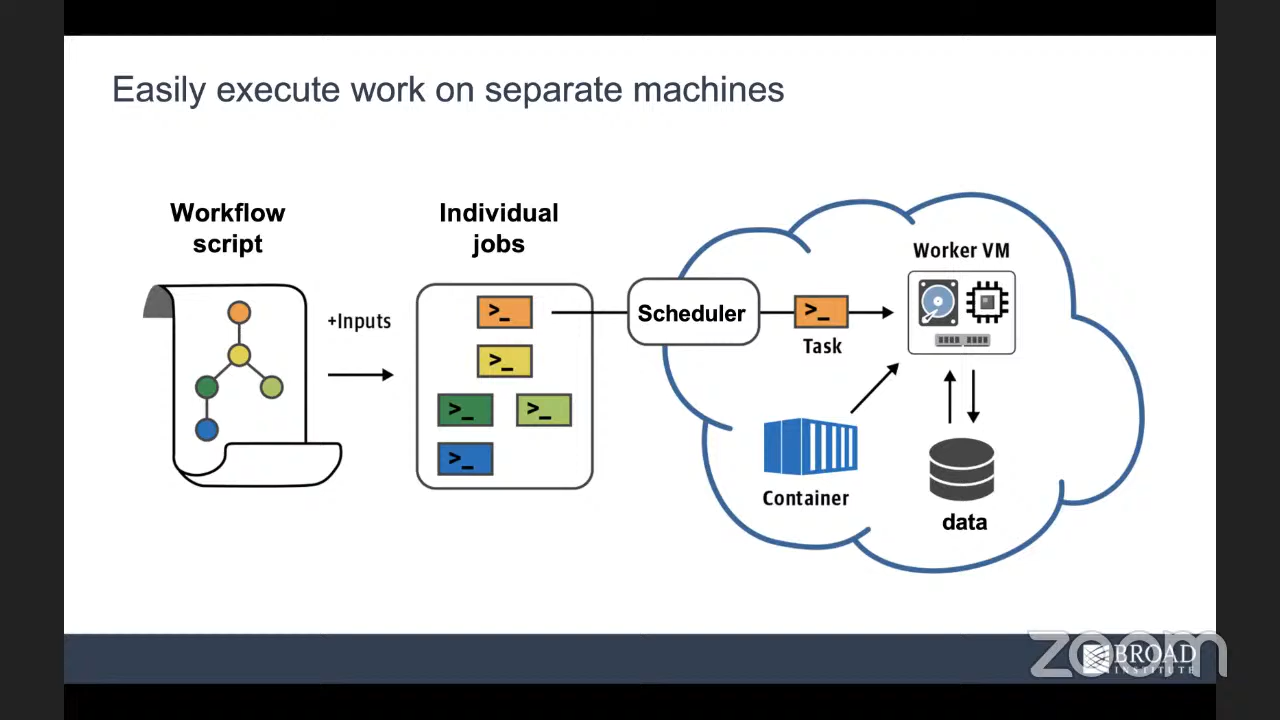 Easily execute work on separate machines
Workflow
script
+Inputs
Individual
jobs
>_
>_
>_
>_
>_
Scheduler
>_
Task
Worker VM
Container
data
zoom
BROAD
INSTITUTE